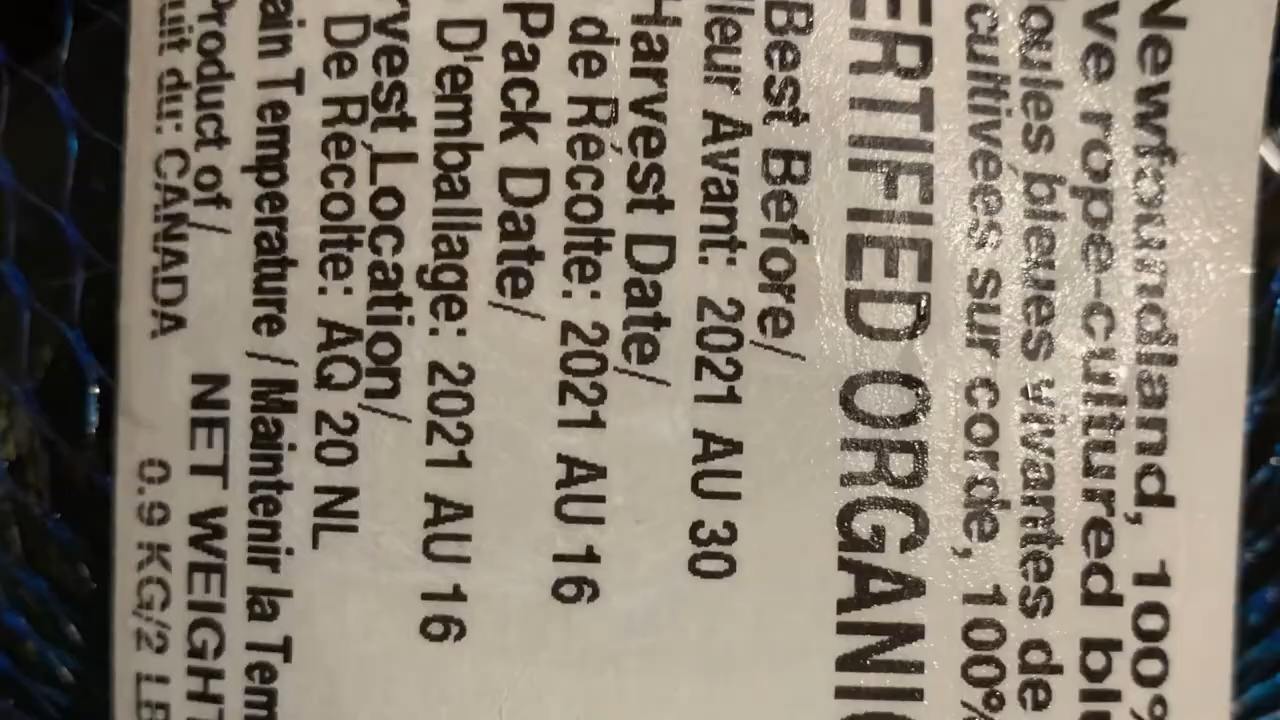 Newfoundland, 100%
ve rope-cultured blu
oules bleues vivantes de
cultivées sur corde, 100%
ERTIFIED ORGANI
Best Before/
lleur Avant: 2021 AU 30
Harvest Date/
de Récolte: 2021 AU 16
Pack Date/
D'emballage: 2021 AU 16
rvest Location/
De Récolte: AQ 20 NL
ain Temperature / Maintenir la Tem
Product of/
uit du: CANADA
NET WEIGHT
0.9 KG/2 LB